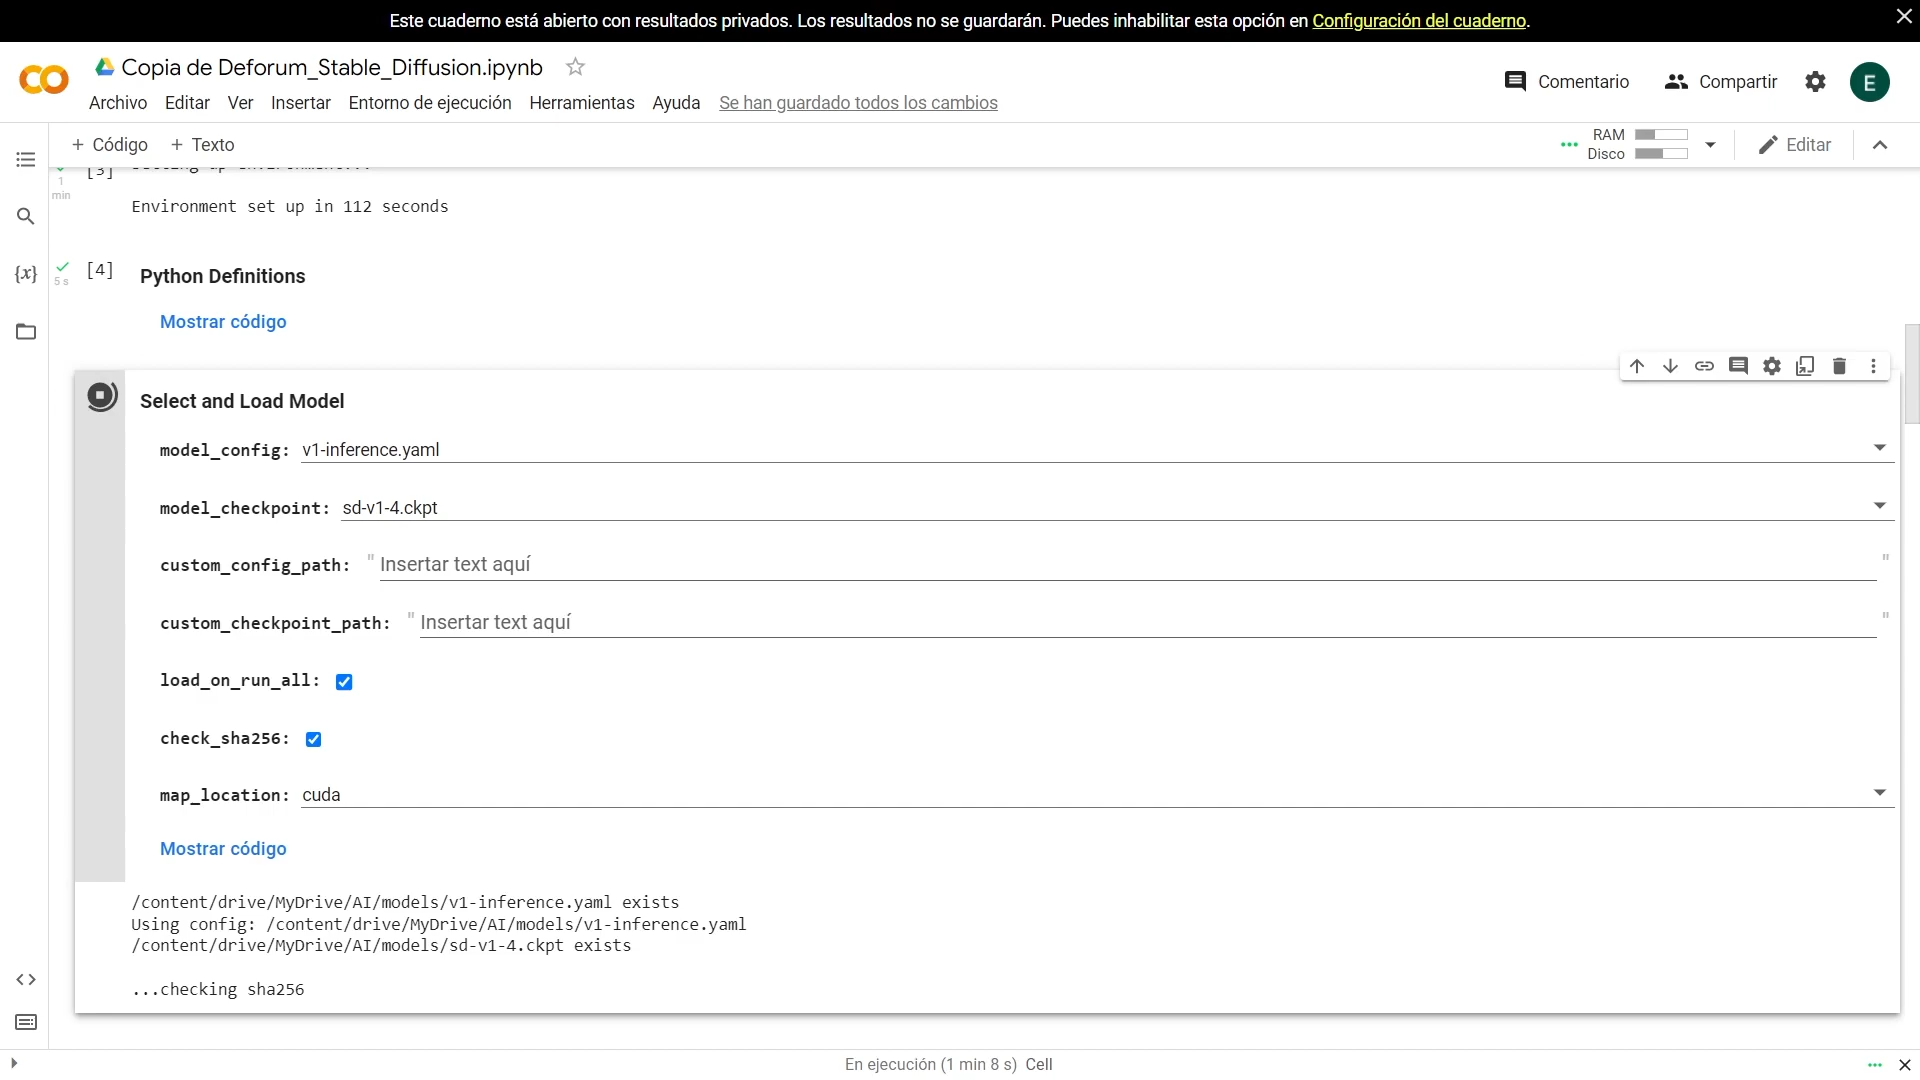 Este cuaderno está abierto con resultados privados. Los resultados no se guardarán. Puedes inhabilitar esta opción en Configuración del cuaderno.
Copia de Deforum_Stable_Diffusion.ipynb
Archivo Editar Ver Insertar Entorno de ejecución Herramientas Ayuda Se han guardado todos los cambios
Comentario Compartir E
+ Código + Texto
RAM
Disco
Editar
1
min
[3]
Environment set up in 112 seconds
{x}
5 s
[4]
Python Definitions
Mostrar código
Select and Load Model
model_config: v1-inference.yaml
model_checkpoint: sd-v1-4.ckpt
custom_config_path: " Insertar text aquí "
custom_checkpoint_path: " Insertar text aquí "
load_on_run_all:
check_sha256:
map_location: cuda
Mostrar código
/content/drive/MyDrive/AI/models/v1-inference.yaml exists
Using config: /content/drive/MyDrive/AI/models/v1-inference.yaml
/content/drive/MyDrive/AI/models/sd-v1-4.ckpt exists
...checking sha256
En ejecución (1 min 8 s) Cell